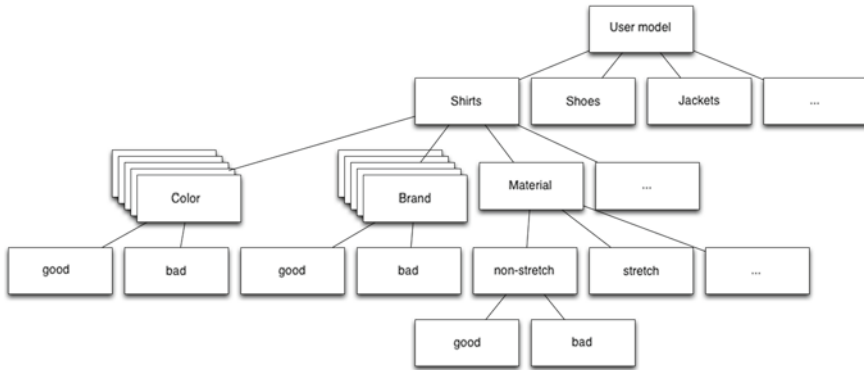 User model
Shirts
Shoes
Jackets
...
Color
Brand
Material
...
good
bad
good
bad
non-stretch
stretch
...
good
bad